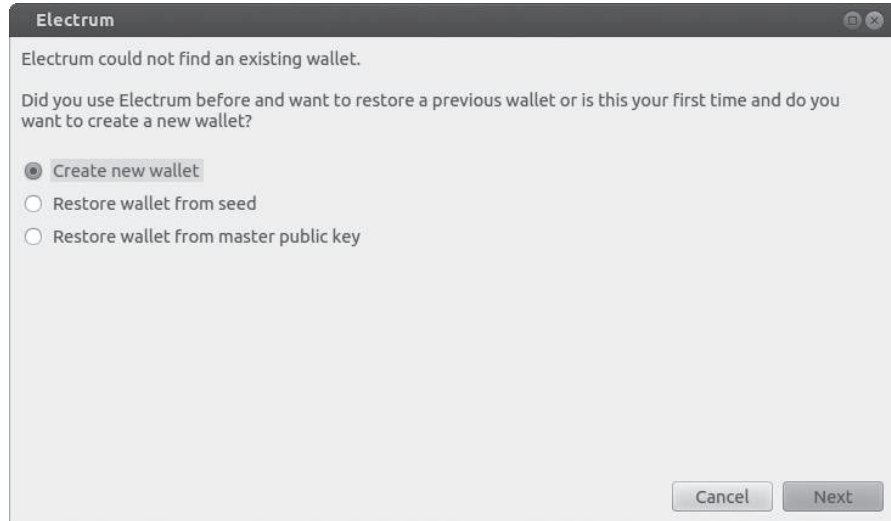 Electrum
Electrum could not find an existing wallet.
Did you use Electrum before and want to restore a previous wallet or is this your first time and do you
want to create a new wallet?
Create new wallet
Restore wallet from seed
Restore wallet from master public key
Cancel Next